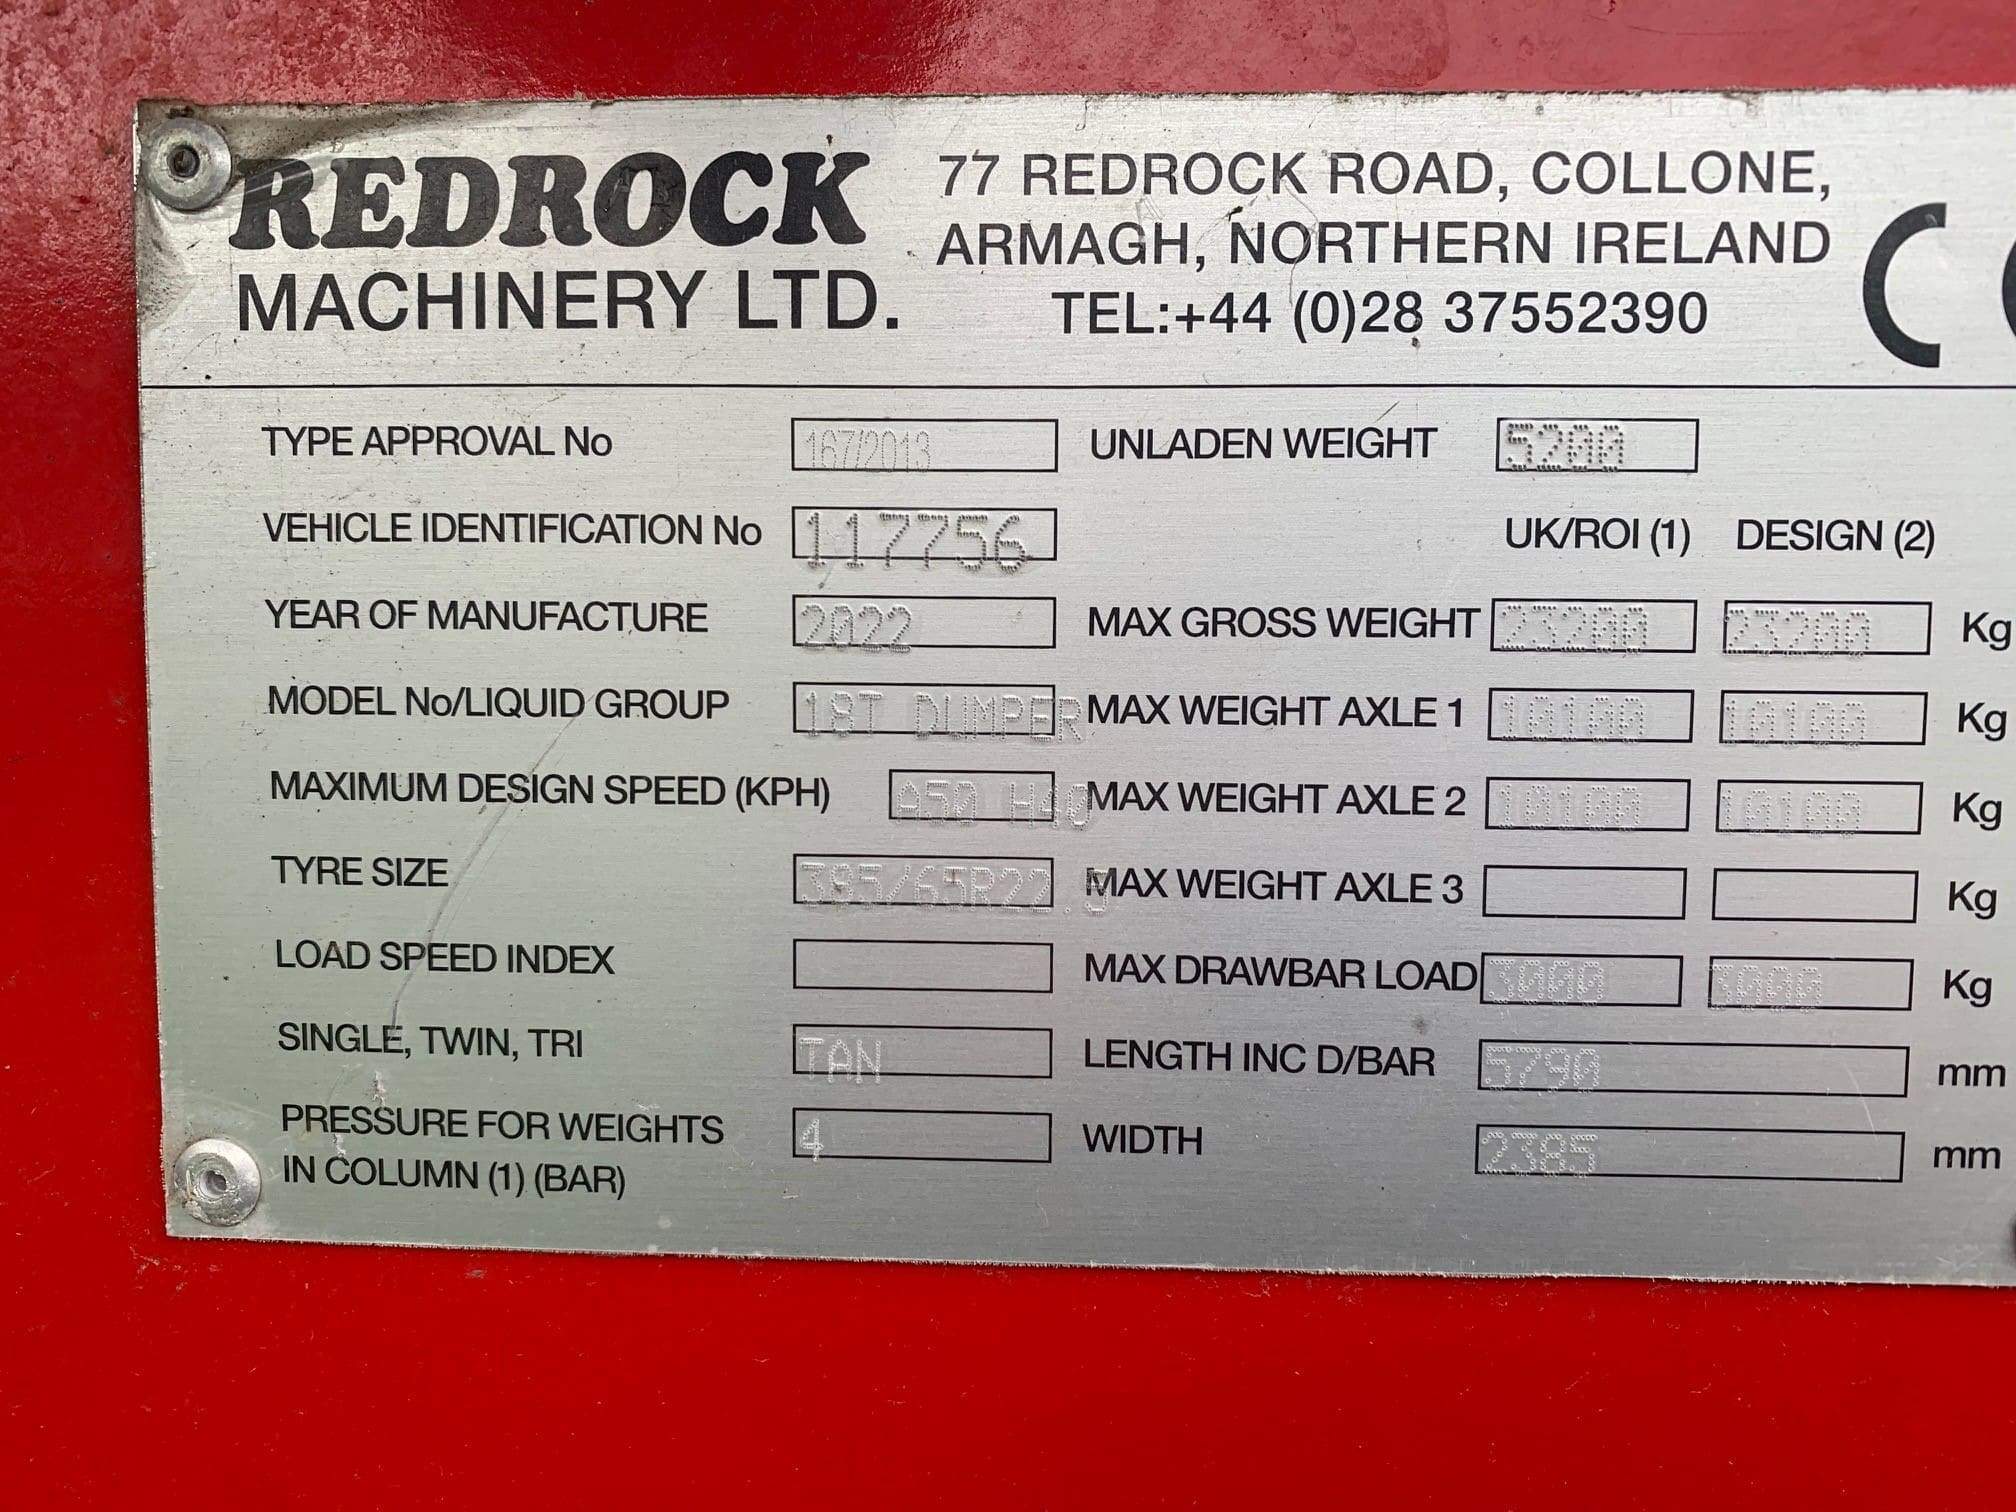 REDROCK
MACHINERY LTD.
77 REDROCK ROAD, COLLONE,
ARMAGH, NORTHERN IRELAND
TEL:+44 (0)28 37552390
CE
TYPE APPROVAL No 167/2013
VEHICLE IDENTIFICATION No 117756
YEAR OF MANUFACTURE 2022
MODEL No/LIQUID GROUP 18T DUMPER
MAXIMUM DESIGN SPEED (KPH) A50 H40
TYRE SIZE 385/65R22.5
LOAD SPEED INDEX
SINGLE, TWIN, TRI TAN
PRESSURE FOR WEIGHTS 4
IN COLUMN (1) (BAR)
UNLADEN WEIGHT 5200
UK/ROI (1) DESIGN (2)
MAX GROSS WEIGHT 23200 23200 Kg
MAX WEIGHT AXLE 1 10100 10100 Kg
MAX WEIGHT AXLE 2 10100 10100 Kg
MAX WEIGHT AXLE 3 Kg
MAX DRAWBAR LOAD 3000 3000 Kg
LENGTH INC D/BAR 5790 mm
WIDTH mm